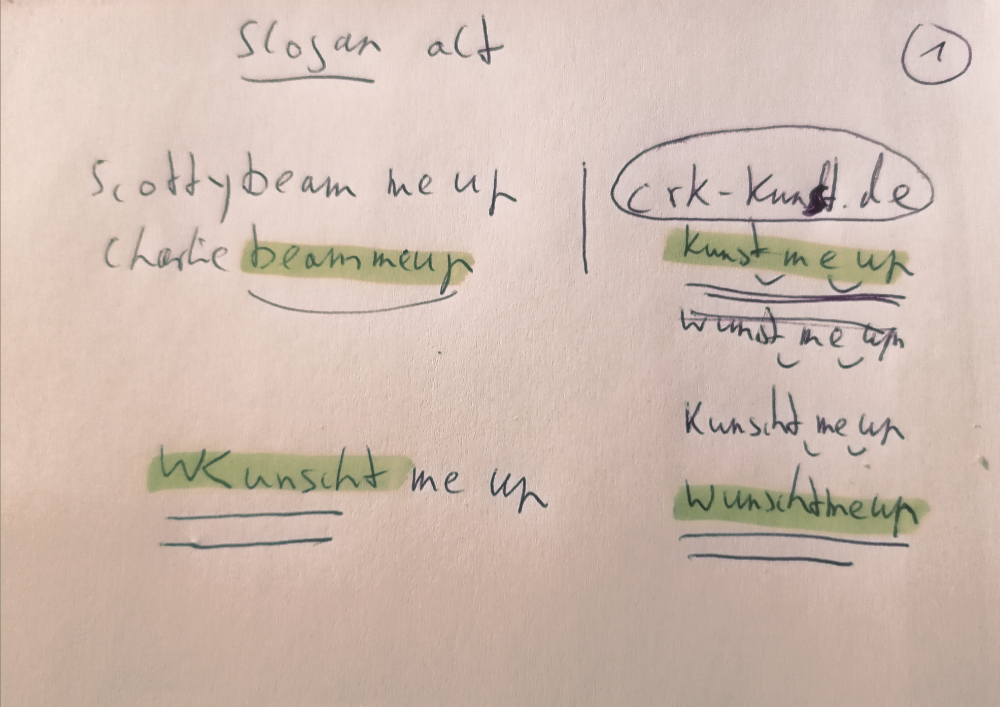 Slogan alt
1
Scottybeam me up
Charlie beammeup
WKunscht me up
crk-kunst.de
Kunst me up
Wunst me up
Kunscht me up
Wunschtmeup